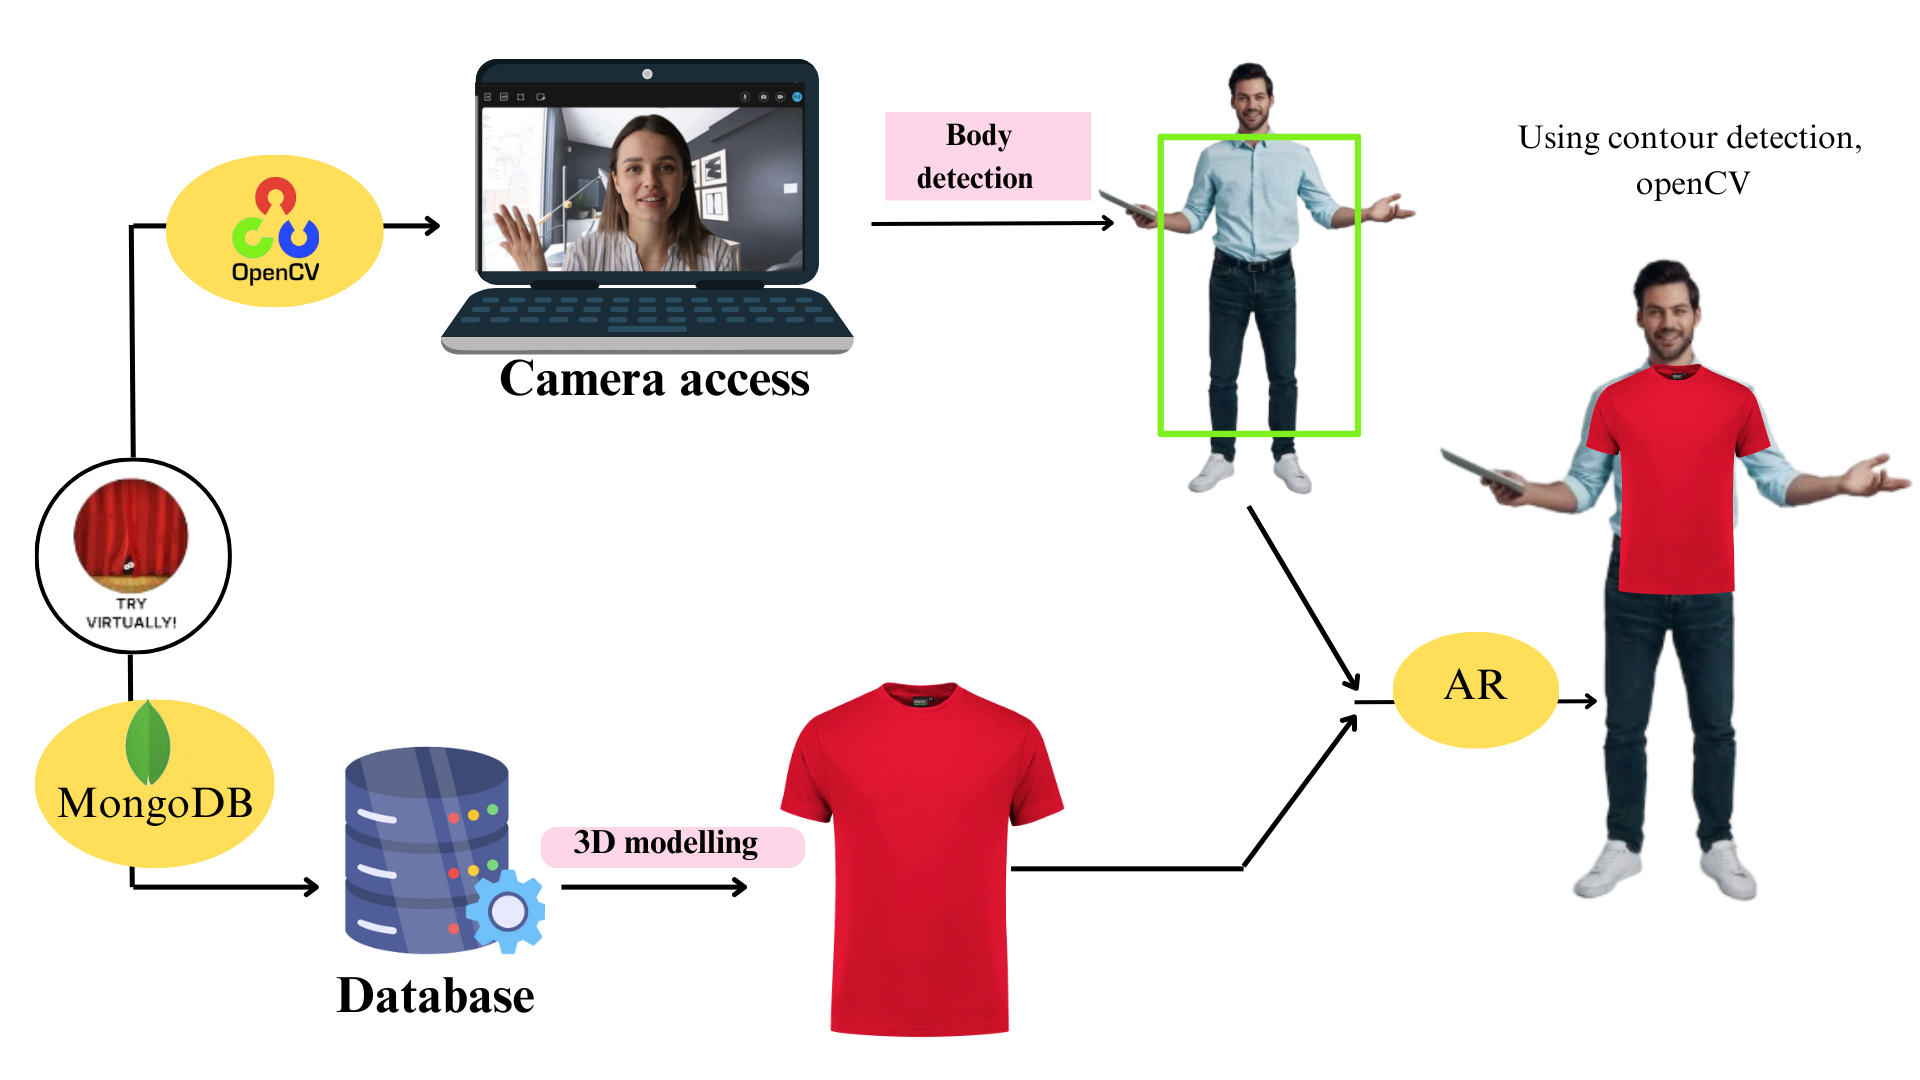 Body
detection
Using contour detection,
openCV
OpenCV
Camera access
TRY
VIRTUALLY!
AR
MongoDB
3D modelling
Database